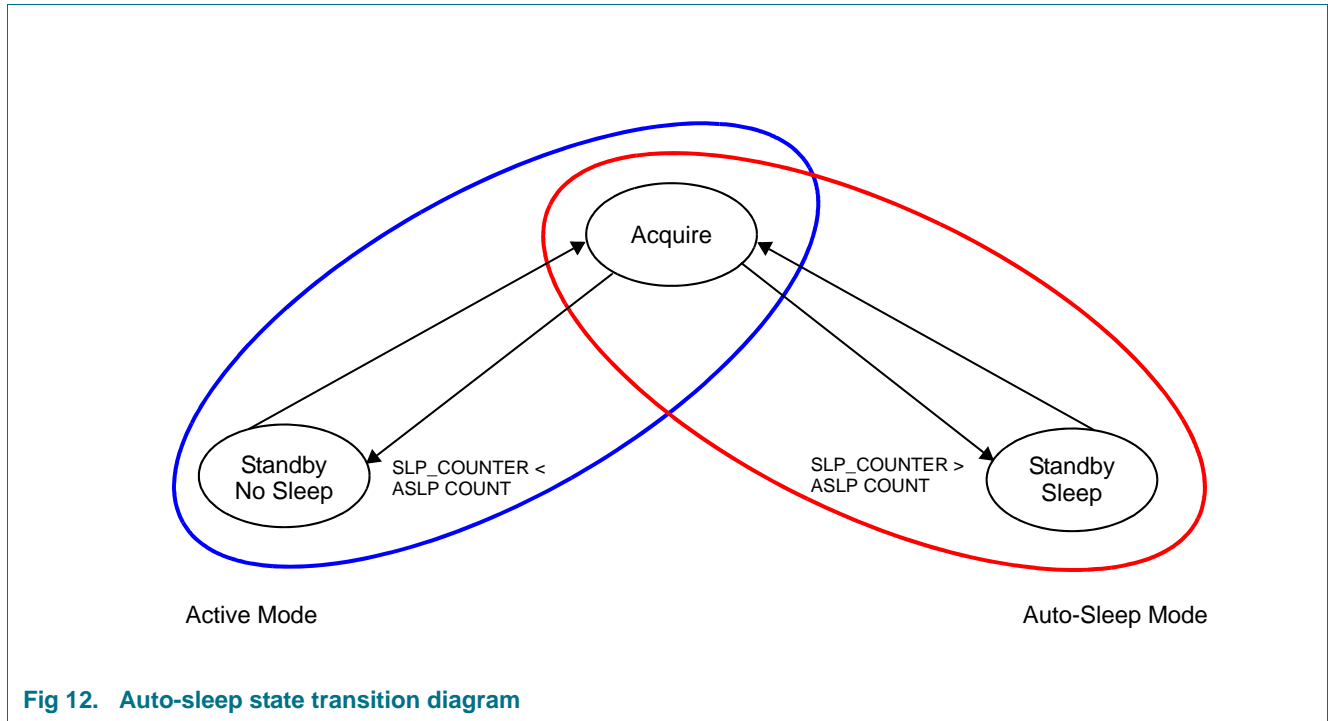 Acquire
Standby
No Sleep
SLP_COUNTER <
ASLP COUNT
SLP_COUNTER >
ASLP COUNT
Standby
Sleep
Active Mode
Auto-Sleep Mode
Fig 12. Auto-sleep state transition diagram